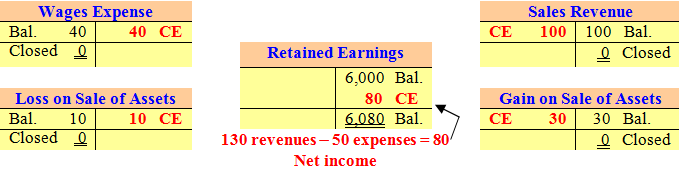 Wages Expense
Bal. 40 40 CE
Closed 0
Loss on Sale of Assets
Bal. 10 10 CE
Closed 0
Retained Earnings
6,000 Bal.
80 CE
6,080 Bal.
130 revenues – 50 expenses = 80
Net income
Sales Revenue
CE 100 100 Bal.
0 Closed
Gain on Sale of Assets
CE 30 30 Bal.
0 Closed